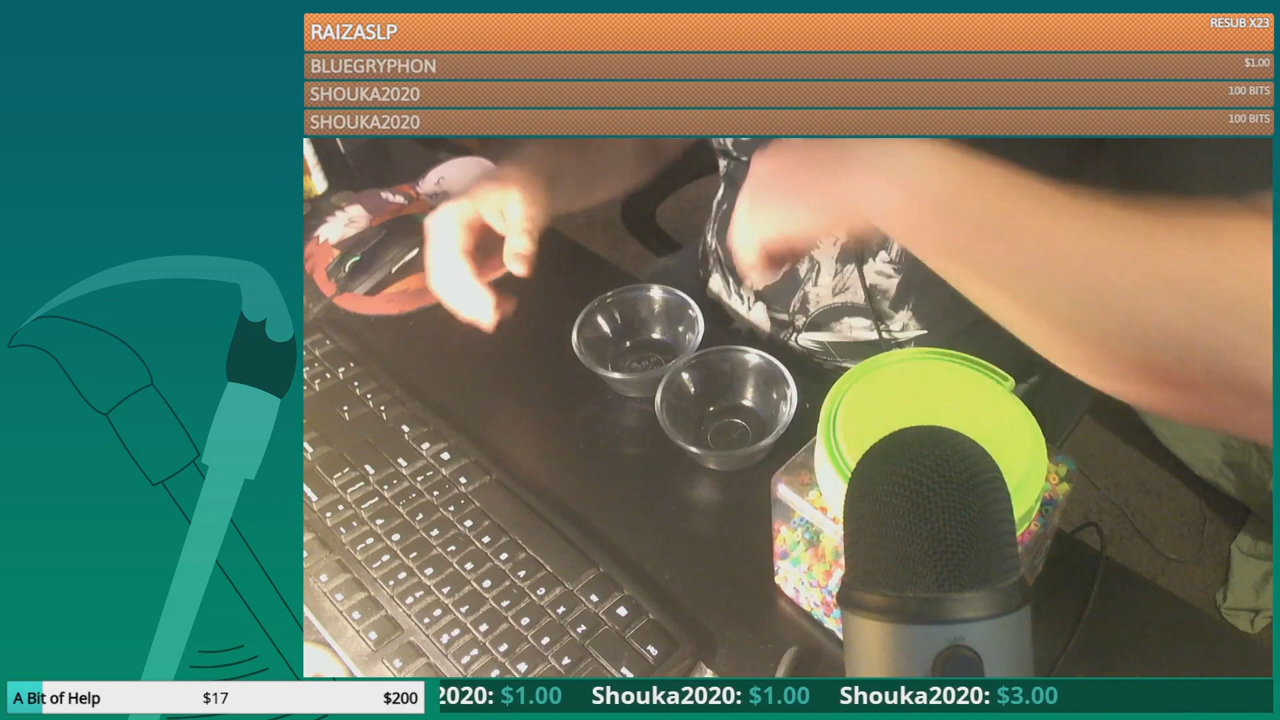 RAIZASLP RESUB X23
BLUEGRYPHON $1.00
SHOUKA2020 100 BITS
SHOUKA2020 100 BITS
A Bit of Help $17 $200
2020: $1.00 Shouka2020: $1.00 Shouka2020: $3.00